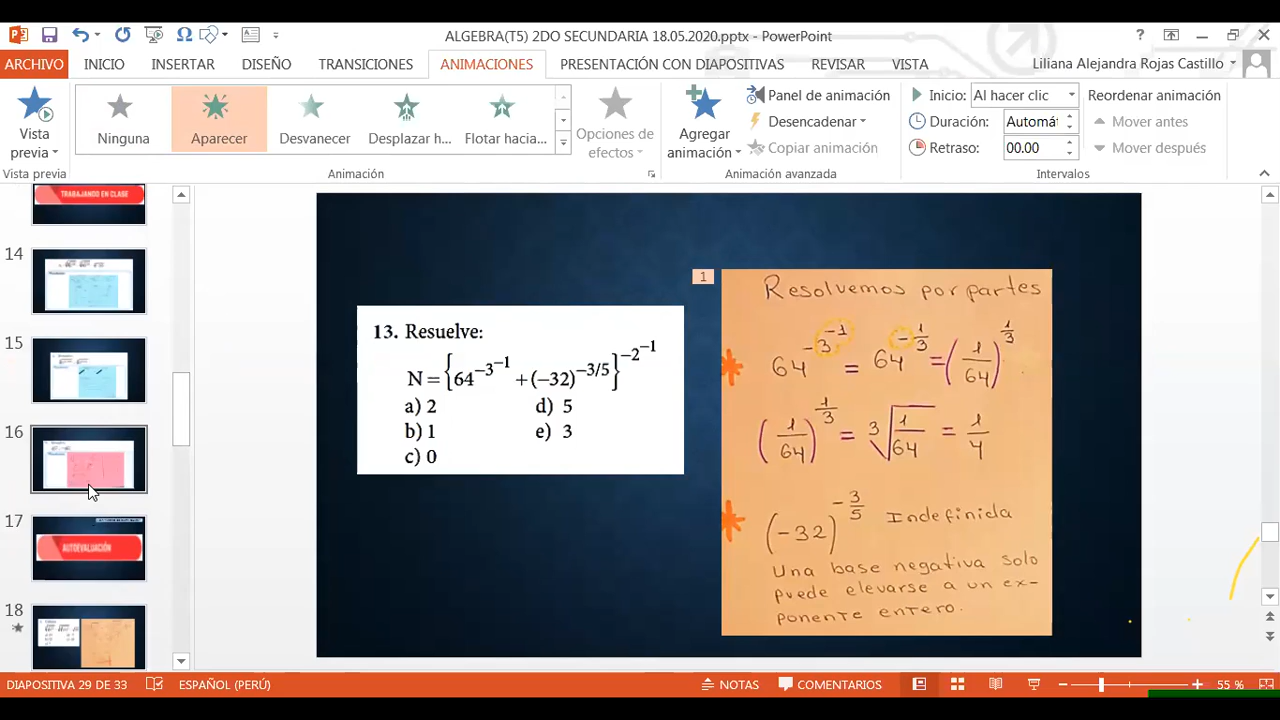 ALGEBRA(T5) 2DO SECUNDARIA 18.05.2020.pptx - PowerPoint
?
ARCHIVO INICIO INSERTAR DISEÑO TRANSICIONES ANIMACIONES PRESENTACIÓN CON DIAPOSITIVAS REVISAR VISTA Liliana Alejandra Rojas Castillo
Vista previa
Ninguna Aparecer Desvanecer Desplazar h... Flotar hacia...
Opciones de efectos
Agregar animación
Panel de animación
Desencadenar
Copiar animación
Inicio: Al hacer clic
Duración: Automát
Retraso: 00.00
Reordenar animación
Mover antes
Mover después
Vista previa Animación Animación avanzada Intervalos
TRABAJANDO EN CLASE
14
15
16
17
AUTOEVALUACIÓN
18
13. Resuelve:
N = {64^-3^-1 + (-32)^-3/5}^-2^-1
a) 2 d) 5
b) 1 e) 3
c) 0
1
Resolvemos por partes
64^-3^-1 = 64^-1/3 = (1/64)^1/3
(1/64)^1/3 = ³√1/64 = 1/4
(-32)^-3/5 Indefinida
Una base negativa solo
puede elevarse a un ex-
ponente entero.
DIAPOSITIVA 29 DE 33 ESPAÑOL (PERÚ) NOTAS COMENTARIOS 55 %